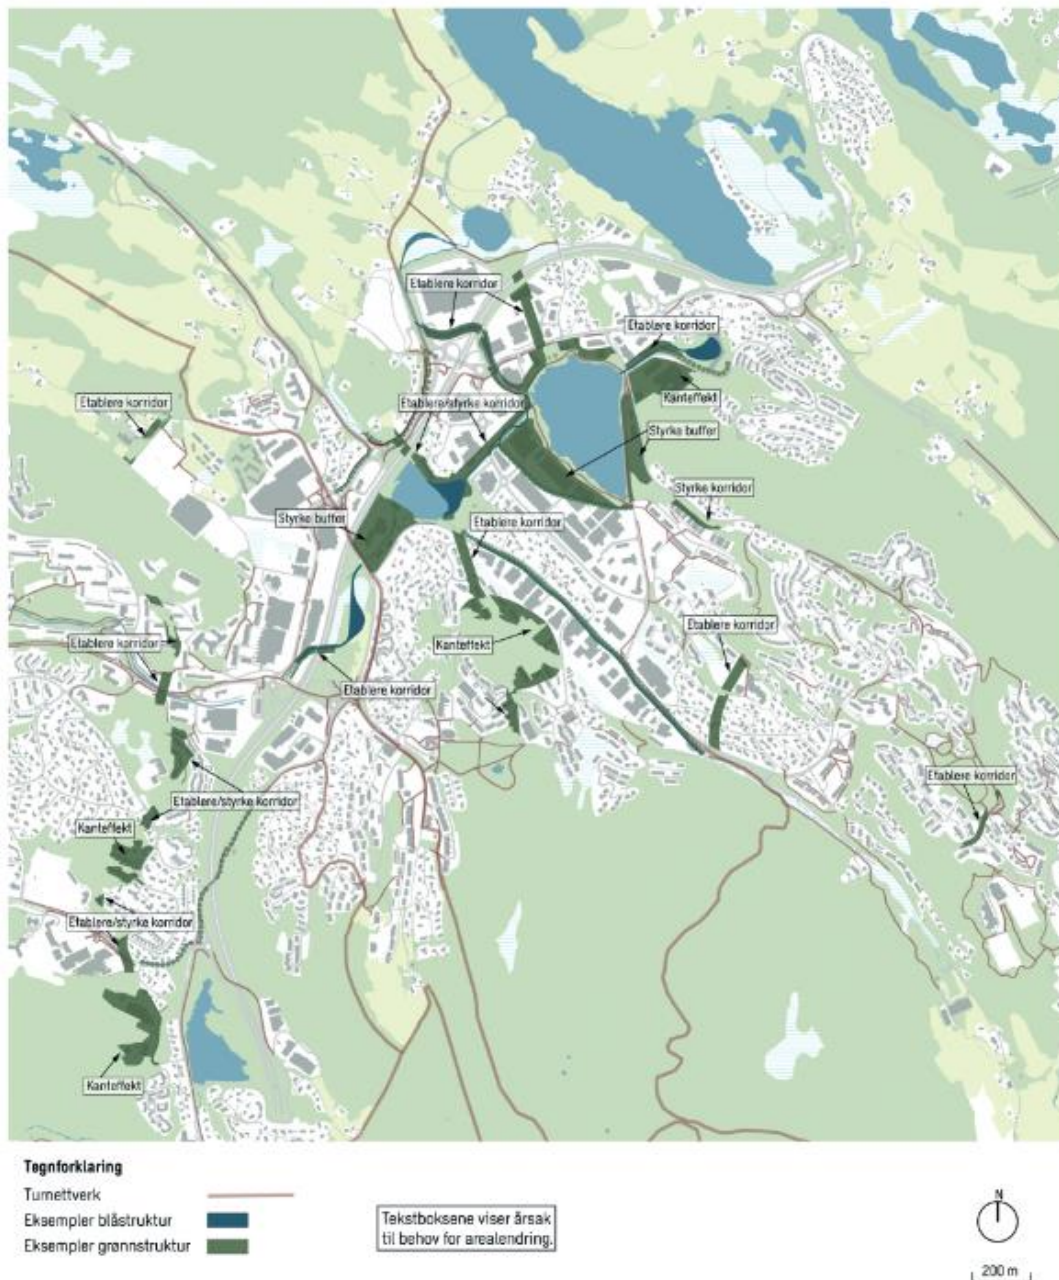 Etablere korridor
Etablere korridor
Etablere korridor
Kanteffekt
Etablere/styrke korridor
Styrke buffer
Styrke korridor
Styrke buffer
Etablere korridor
Etablere korridor
Kanteffekt
Etablere korridor
Etablere korridor
Etablere korridor
Etablere/styrke korridor
Kanteffekt
Etablere/styrke korridor
Kanteffekt
Tegnforklaring
Turnettverk
Eksempler blåstruktur
Eksempler grønnstruktur
Tekstboksene viser årsak
til behov for arealendring.
N
200 m